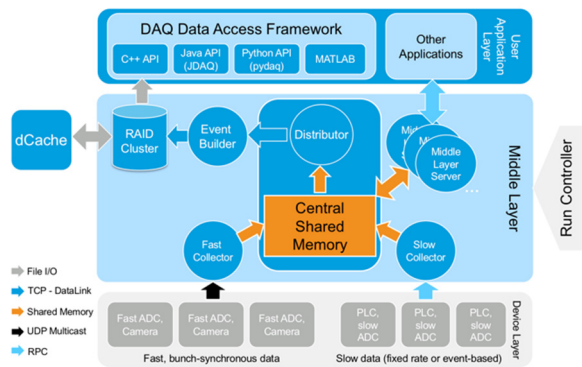 DAQ Data Access Framework
C++ API
Java API
(JDAQ)
Python API
(pydaq)
MATLAB
Other
Applications
User
Application
Layer
dCache
RAID
Cluster
Event
Builder
Distributor
Middle
Layer
Server
...
Middle Layer
Run Controller
Central
Shared
Memory
Fast
Collector
Slow
Collector
File I/O
TCP - DataLink
Shared Memory
UDP Multicast
RPC
Fast ADC,
Camera
Fast ADC,
Camera
Fast ADC,
Camera
PLC,
slow
ADC
PLC,
slow
ADC
PLC,
slow
ADC
Device Layer
Fast, bunch-synchronous data
Slow data (fixed rate or event-based)